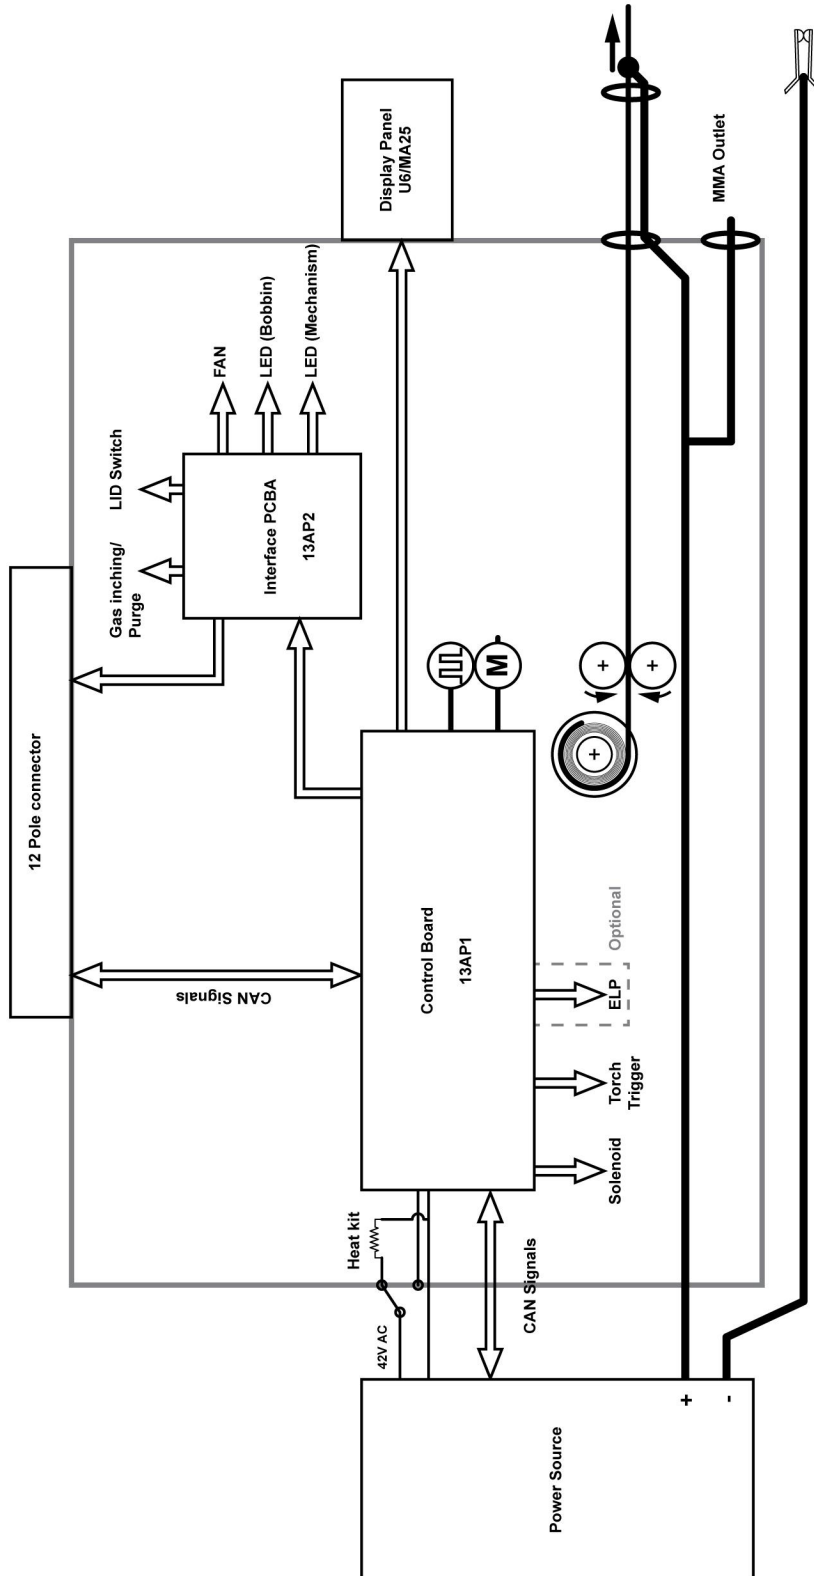 12 Pole connector
Gas inching/
Purge
LID Switch
FAN
LED (Bobbin)
LED (Mechanism)
Interface PCBA
13AP2
Display Panel
U6/MA25
CAN Signals
Control Board
13AP1
M
Heat kit
42V AC
CAN Signals
Solenoid
Torch
Trigger
ELP
Optional
+
+
+
MMA Outlet
Power Source
+
-